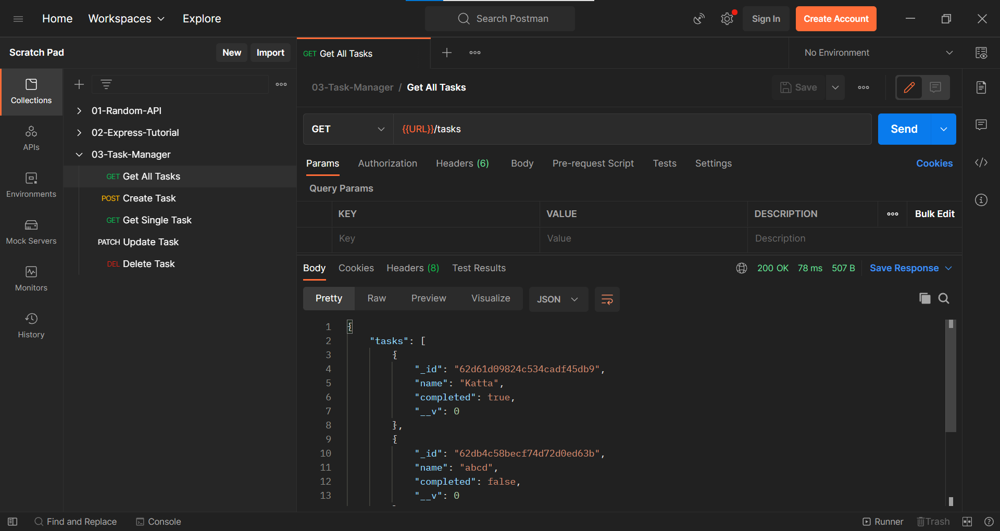 Home Workspaces Explore Search Postman Sign In Create Account
Scratch Pad New Import GET Get All Tasks No Environment
Collections
APIs
Environments
Mock Servers
Monitors
History
01-Random-API
02-Express-Tutorial
03-Task-Manager
GET Get All Tasks
POST Create Task
GET Get Single Task
PATCH Update Task
DEL Delete Task
03-Task-Manager / Get All Tasks Save
GET {{URL}}/tasks Send
Params Authorization Headers (6) Body Pre-request Script Tests Settings Cookies
Query Params
KEY VALUE DESCRIPTION Bulk Edit
Key Value Description
Body Cookies Headers (8) Test Results 200 OK 78 ms 507 B Save Response
Pretty Raw Preview Visualize JSON
1 {
2 "tasks": [
3 {
4 "_id": "62d61d09824c534cadf45db9",
5 "name": "Katta",
6 "completed": true,
7 "__v": 0
8 },
9 {
10 "_id": "62db4c58becf74d72d0ed63b",
11 "name": "abcd",
12 "completed": false,
13 "__v": 0
Find and Replace Console Runner Trash